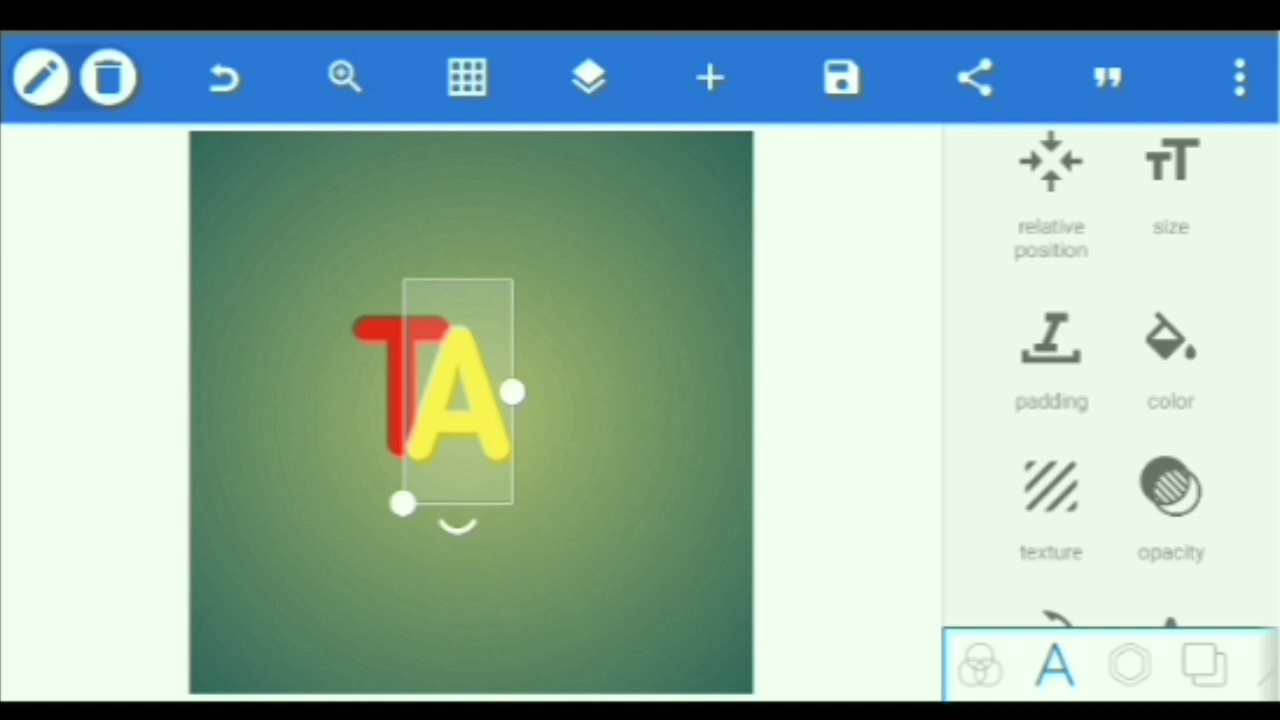 TA
relative
position
size
padding
color
texture
opacity